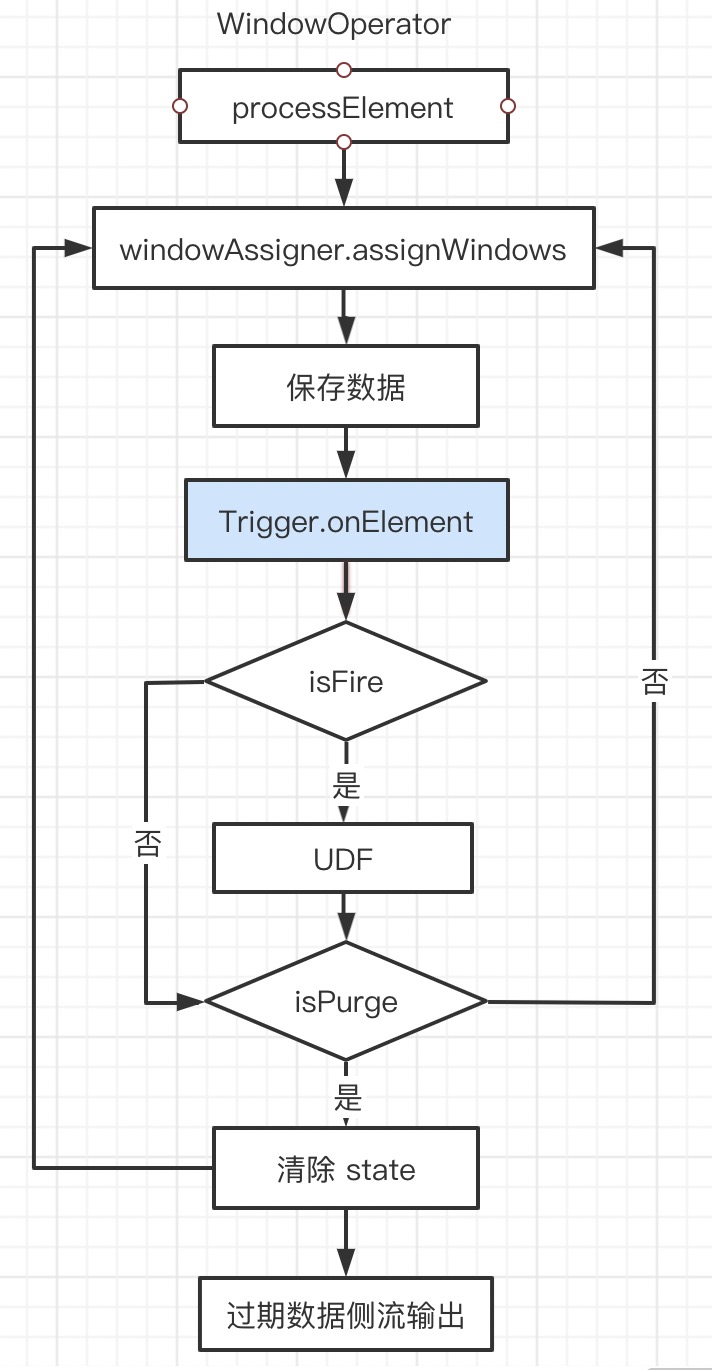 WindowOperator
processElement
windowAssigner.assignWindows
保存数据
Trigger.onElement
isFire
否
是
否
UDF
isPurge
是
清除 state
过期数据侧流输出